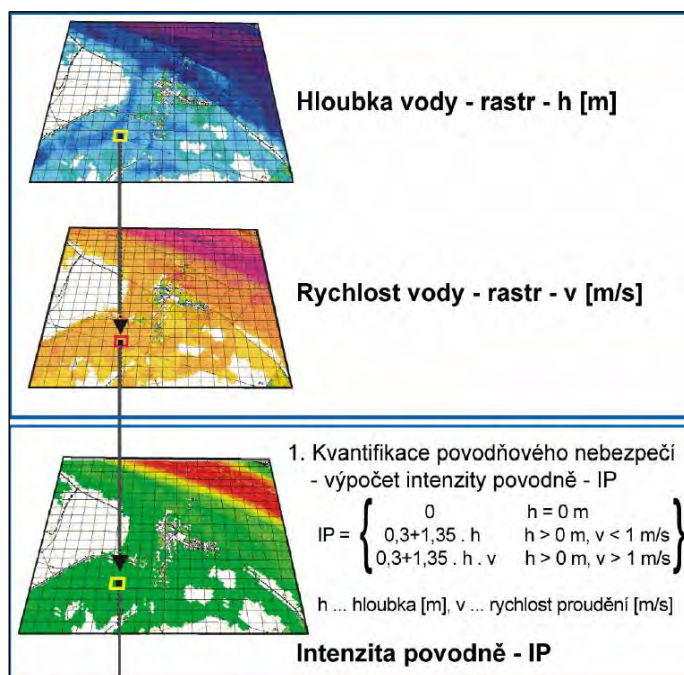 Hloubka vody - rastr - h [m]
Rychlost vody - rastr - v [m/s]
1. Kvantifikace povodňového nebezpečí
- výpočet intenzity povodně - IP
IP = { 0 h = 0 m
0,3+1,35 . h h > 0 m, v < 1 m/s
0,3+1,35 . h . v h > 0 m, v > 1 m/s }
h ... hloubka [m], v ... rychlost proudění [m/s]
Intenzita povodně - IP